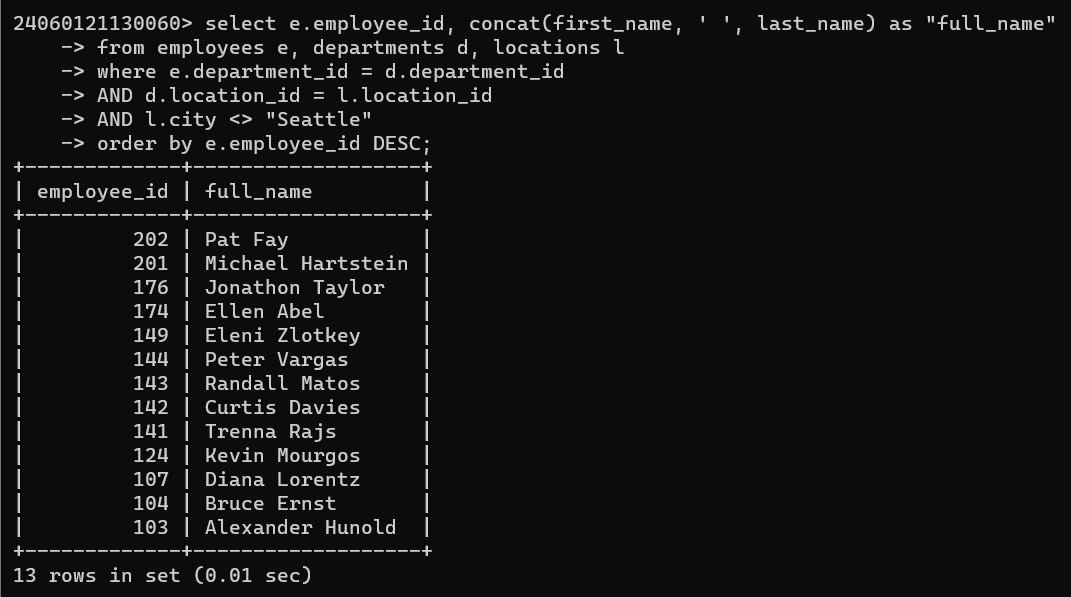 24060121130060> select e.employee_id, concat(first_name, ' ', last_name) as "full_name"
    -> from employees e, departments d, locations l
    -> where e.department_id = d.department_id
    -> AND d.location_id = l.location_id
    -> AND l.city <> "Seattle"
    -> order by e.employee_id DESC;
+-------------+-------------------+
| employee_id | full_name         |
+-------------+-------------------+
|         202 | Pat Fay           |
|         201 | Michael Hartstein |
|         176 | Jonathon Taylor   |
|         174 | Ellen Abel        |
|         149 | Eleni Zlotkey     |
|         144 | Peter Vargas      |
|         143 | Randall Matos     |
|         142 | Curtis Davies     |
|         141 | Trenna Rajs       |
|         124 | Kevin Mourgos     |
|         107 | Diana Lorentz     |
|         104 | Bruce Ernst       |
|         103 | Alexander Hunold  |
+-------------+-------------------+
13 rows in set (0.01 sec)